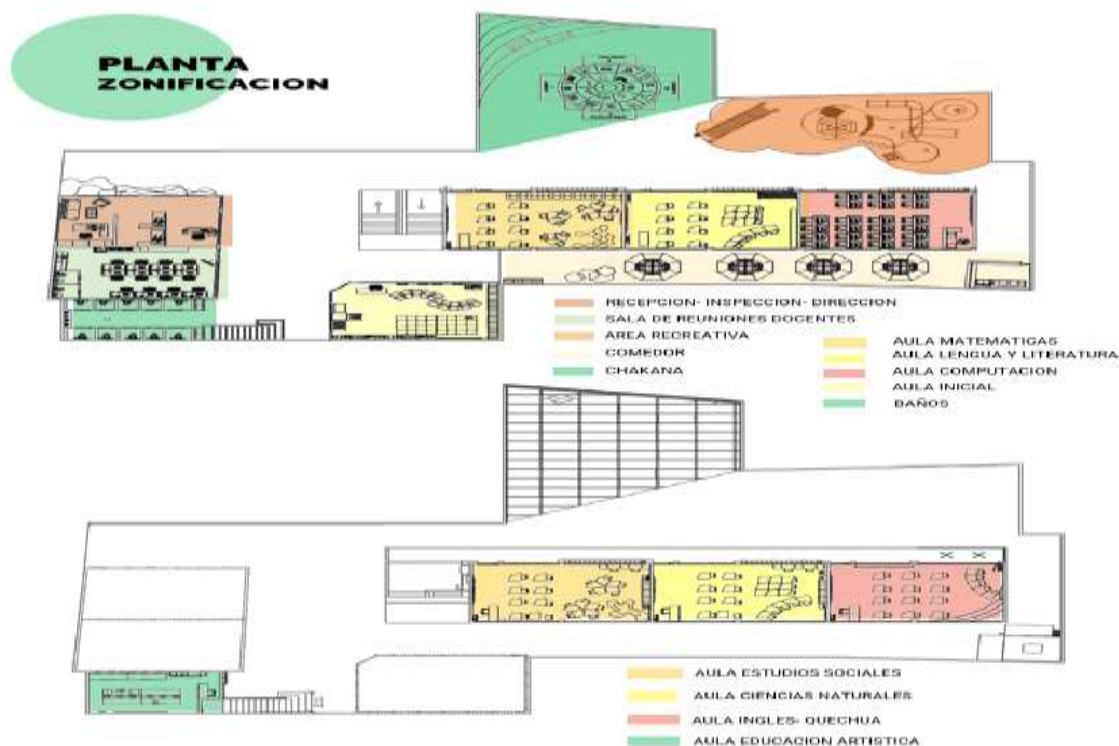 PLANTA
ZONIFICACION
RECEPCION- INSPECCION- DIRECCION
SALA DE REUNIONES DOCENTES
AREA RECREATIVA
COMEDOR
CHAKANA
AULA MATEMATICAS
AULA LENGUA Y LITERATURA
AULA COMPUTACION
AULA INICIAL
BAÑOS
AULA ESTUDIOS SOCIALES
AULA CIENCIAS NATURALES
AULA INGLES- QUECHUA
AULA EDUCACION ARTISTICA